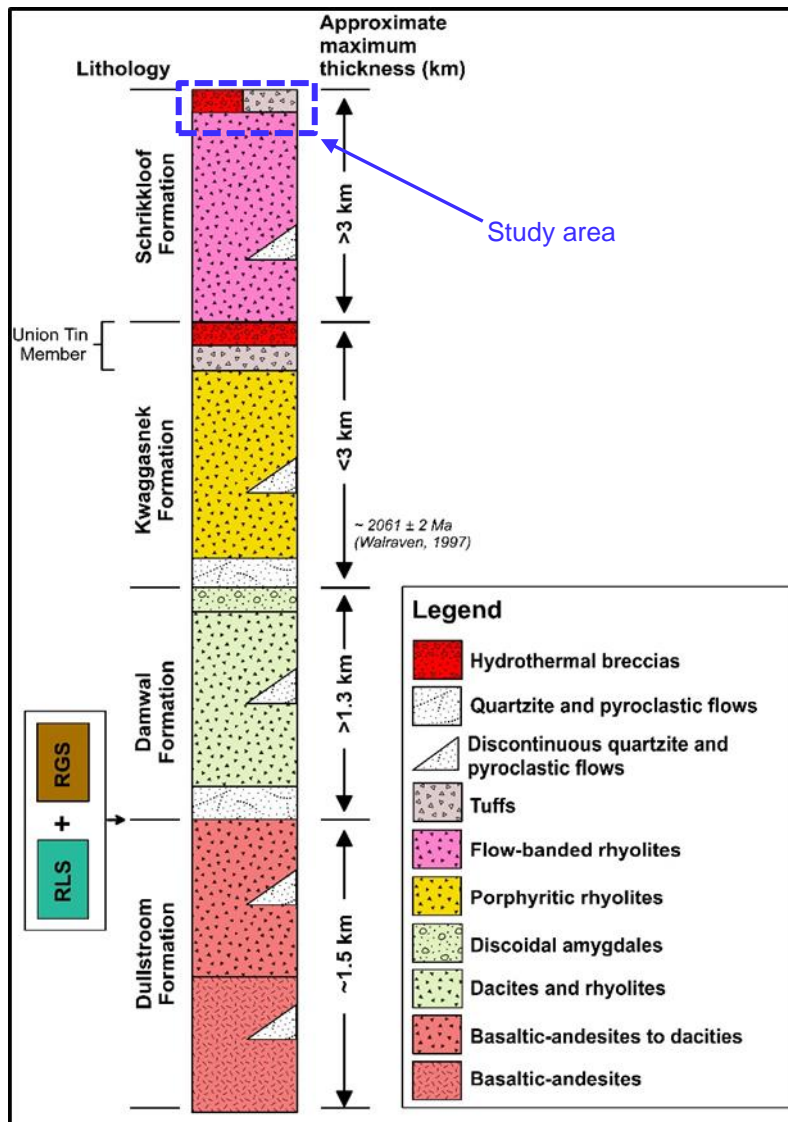 Lithology
Approximate
maximum
thickness (km)
Schrikkloof
Formation
>3 km
Study area
Union Tin
Member
Kwaggasnek
Formation
<3 km
~ 2061 ± 2 Ma
(Walraven, 1997)
Damwal
Formation
>1.3 km
RGS
+
RLS
Dullstroom
Formation
~1.5 km
Legend
Hydrothermal breccias
Quartzite and pyroclastic flows
Discontinuous quartzite and
pyroclastic flows
Tuffs
Flow-banded rhyolites
Porphyritic rhyolites
Discoidal amygdales
Dacites and rhyolites
Basaltic-andesites to dacities
Basaltic-andesites